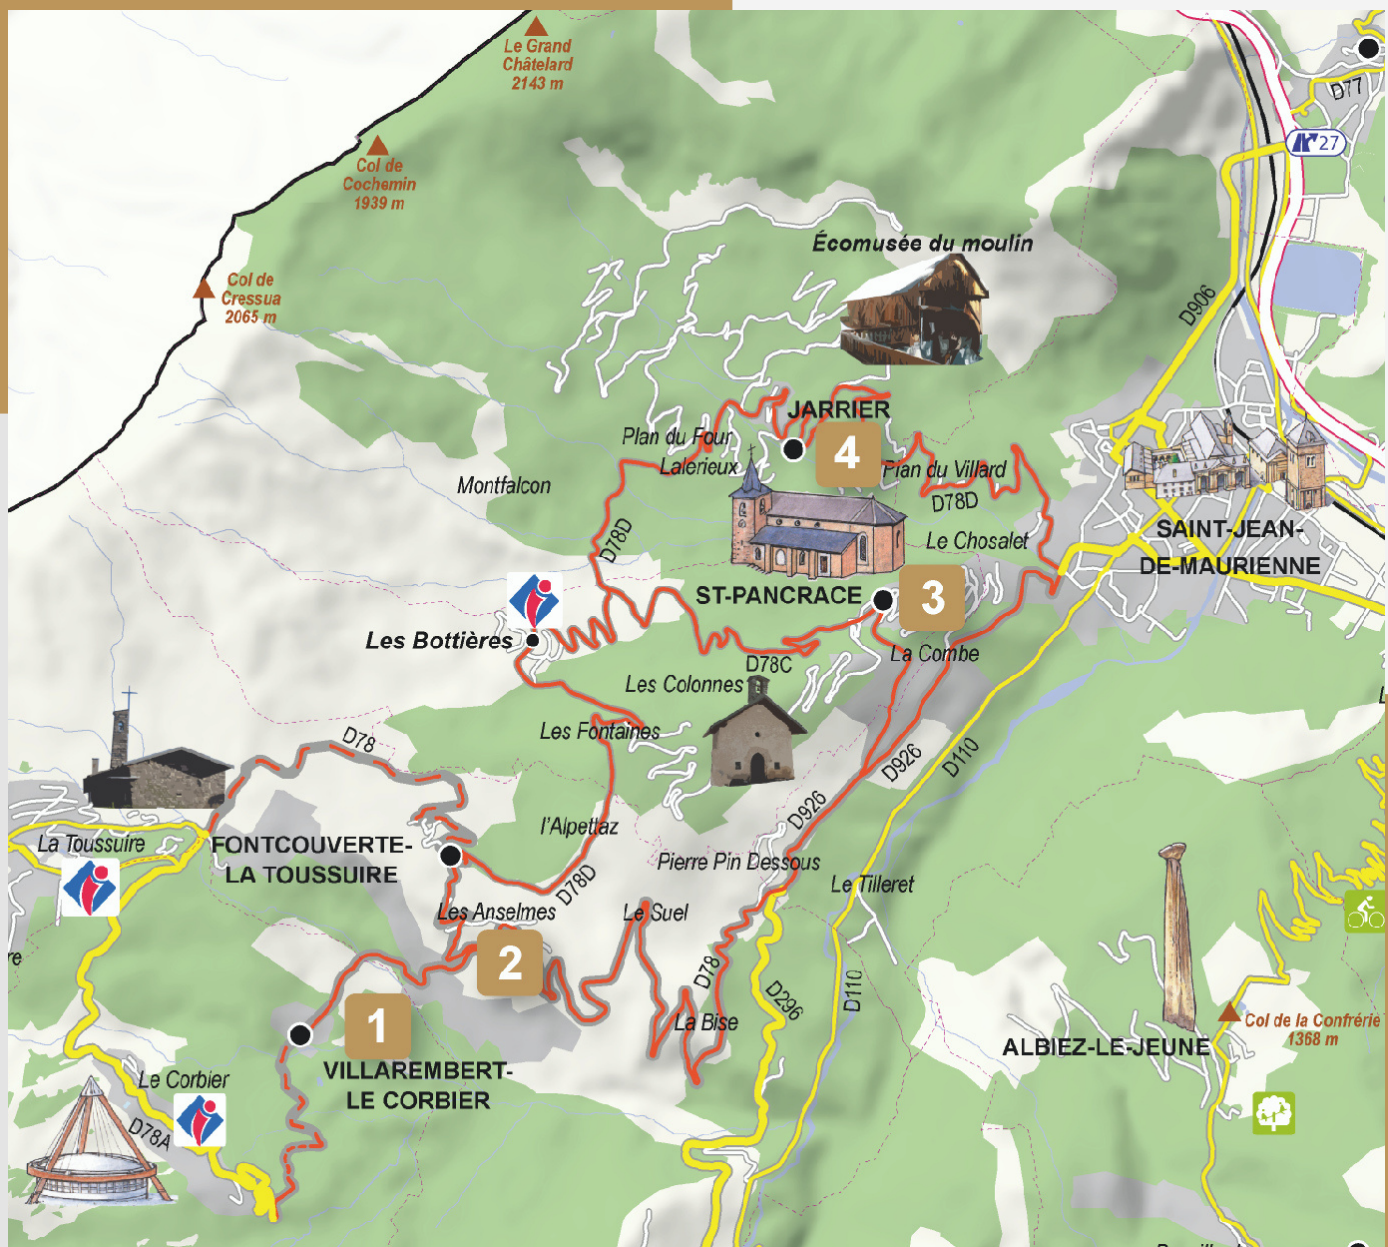 Le Grand
Châtelard
2143 m
D77
27
Col de
Cochemin
1939 m
Écomusée du moulin
Col de
Cressua
2065 m
D906
JARRIER
Plan du Four
Lalerieux
4
Plan du Villard
Montfalcon
D78D
D78D
Le Chosalet
SAINT-JEAN-
DE-MAURIENNE
ST-PANCRACE
3
Les Bottières
La Combe
D78C
Les Colonnes
Les Fontaines
D78
D926
D110
D926
l'Alpettaz
La Toussuire
FONTCOUVERTE-
LA TOUSSUIRE
Pierre Pin Dessous
D78D
Le Tilleret
Les Anselmes
Le Suel
re
2
D78
D296
D110
1
La Bise
Col de la Confrérie
1368 m
ALBIEZ-LE-JEUNE
VILLAREMBERT-
LE CORBIER
Le Corbier
D78A